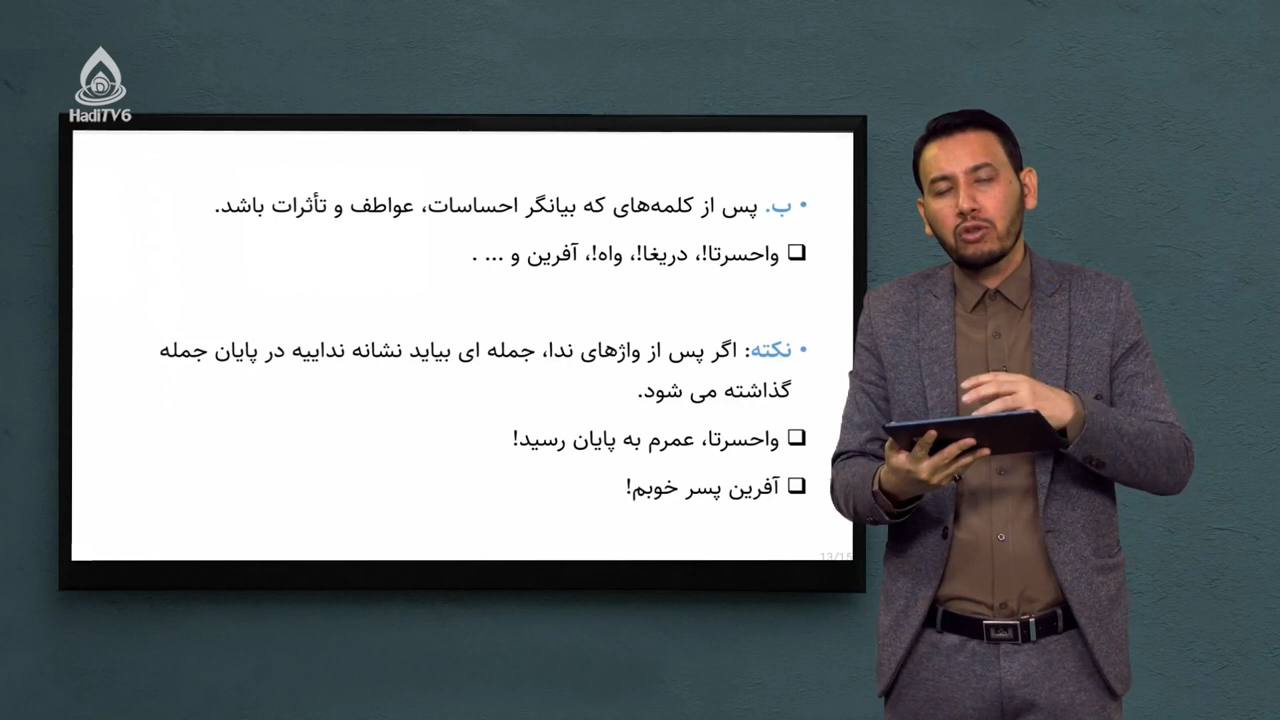 HadiTV6
• ب. پس از کلمه‌های که بیانگر احساسات، عواطف و تأثرات باشد.
❑ واحسرتا!، دریغا!، واه!، آفرین و ... .
• نکته: اگر پس از واژهای ندا، جمله ای بیاید نشانه نداییه در پایان جمله
گذاشته می شود.
❑ واحسرتا، عمرم به پایان رسید!
❑ آفرین پسر خوبم!
13/15